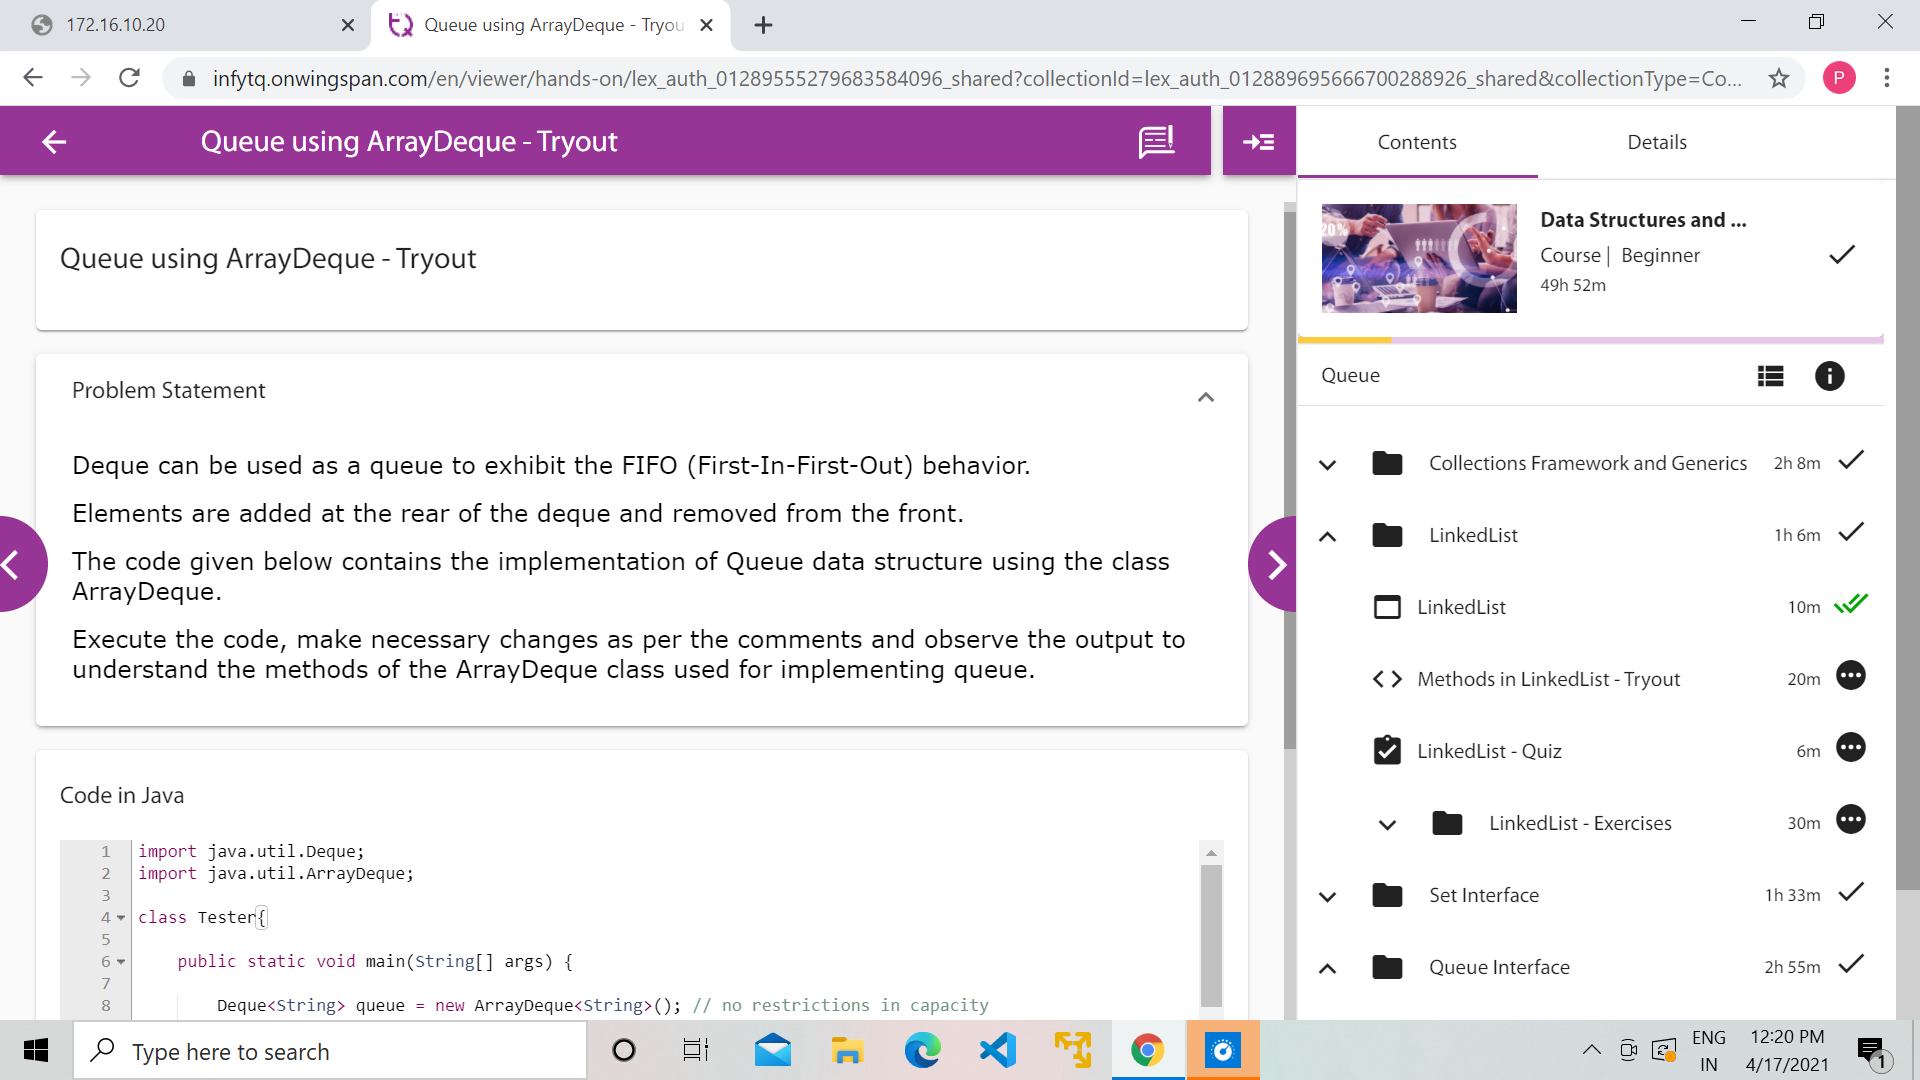 172.16.10.20
Queue using ArrayDeque - Tryou
infytq.onwingspan.com/en/viewer/hands-on/lex_auth_01289555279683584096_shared?collectionId=lex_auth_012889695666700288926_shared&collectionType=Co...
P
Queue using ArrayDeque - Tryout
Contents
Details
Queue using ArrayDeque - Tryout
Problem Statement
Deque can be used as a queue to exhibit the FIFO (First-In-First-Out) behavior.
Elements are added at the rear of the deque and removed from the front.
The code given below contains the implementation of Queue data structure using the class
ArrayDeque.
Execute the code, make necessary changes as per the comments and observe the output to
understand the methods of the ArrayDeque class used for implementing queue.
Code in Java
1 import java.util.Deque;
2 import java.util.ArrayDeque;
3
4 class Tester{
5
6 public static void main(String[] args) {
7
8 Deque<String> queue = new ArrayDeque<String>(); // no restrictions in capacity
20%
Data Structures and ...
Course | Beginner
49h 52m
Queue
Collections Framework and Generics 2h 8m
LinkedList 1h 6m
LinkedList 10m
Methods in LinkedList - Tryout 20m
LinkedList - Quiz 6m
LinkedList - Exercises 30m
Set Interface 1h 33m
Queue Interface 2h 55m
Type here to search
ENG
IN
12:20 PM
4/17/2021
1